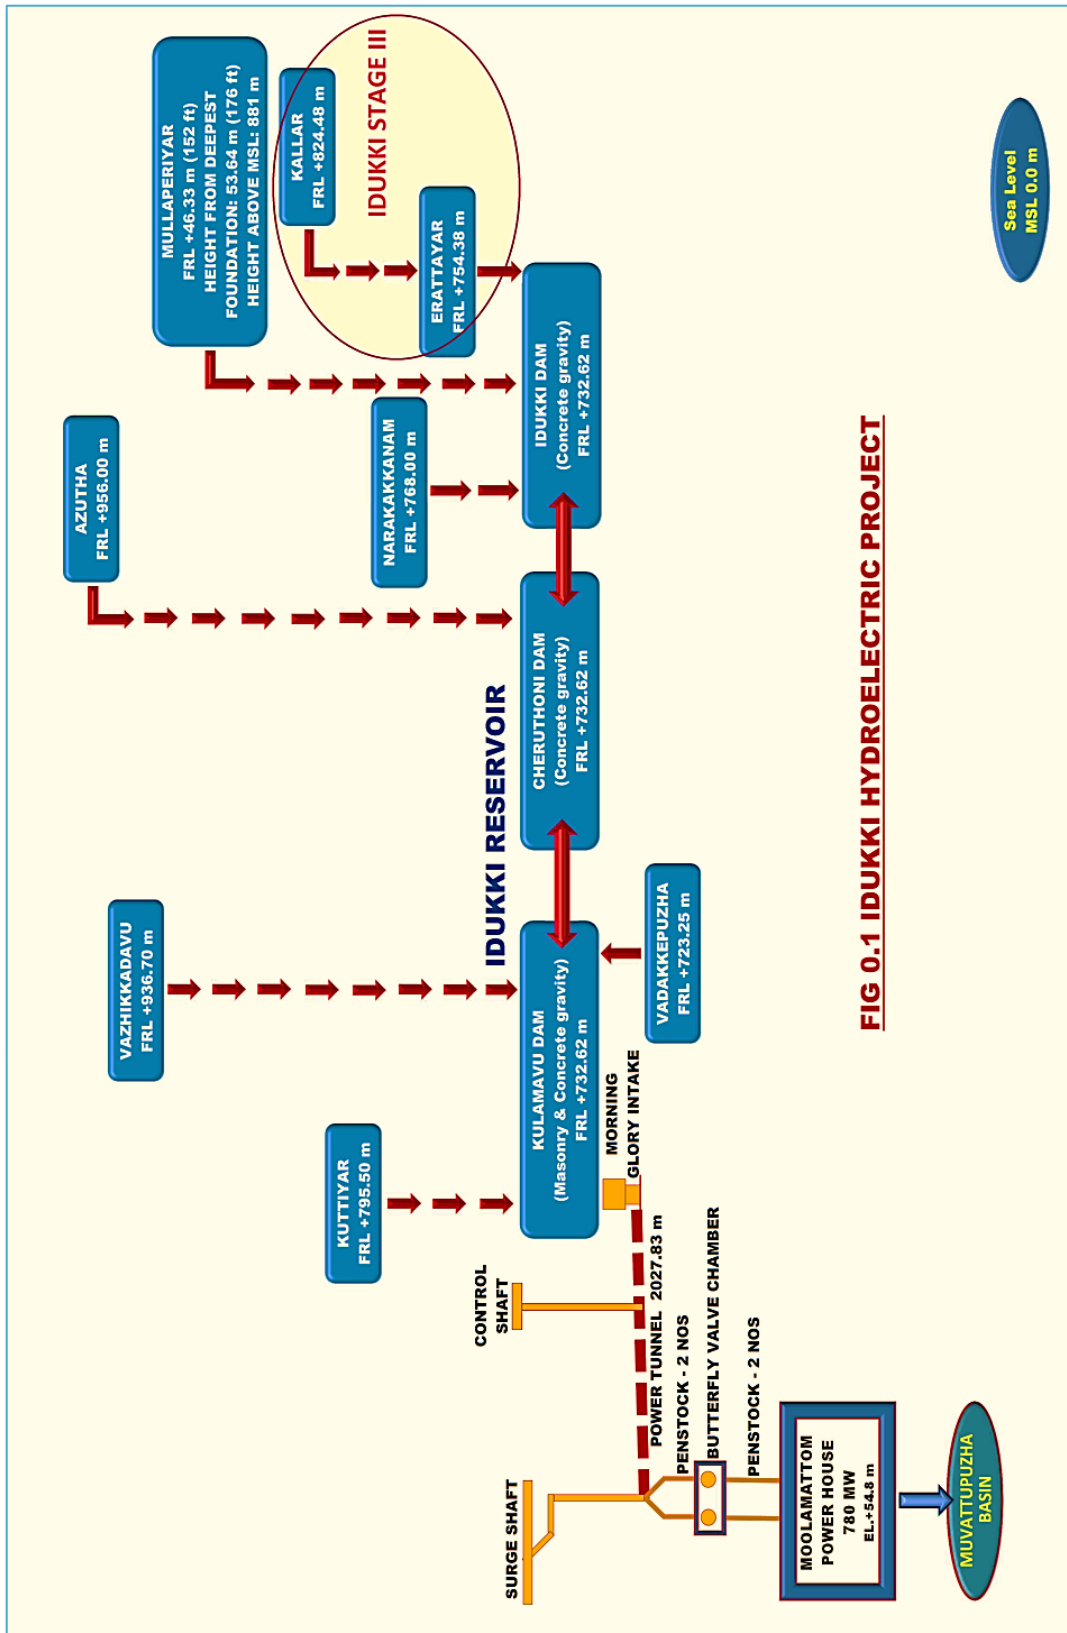 MULLAPERIYAR
FRL +46.33 m (152 ft)
HEIGHT FROM DEEPEST
FOUNDATION: 53.64 m (176 ft)
HEIGHT ABOVE MSL: 881 m
KALLAR
FRL +824.48 m
IDUKKI STAGE III
ERATTAYAR
FRL +754.38 m
AZUTHA
FRL +956.00 m
NARAKAKKANAM
FRL +768.00 m
VAZHIKKADAVU
FRL +936.70 m
KUTTIYAR
FRL +795.50 m
IDUKKI RESERVOIR
KULAMAVU DAM
(Masonry & Concrete gravity)
FRL +732.62 m
CHERUTHONI DAM
(Concrete gravity)
FRL +732.62 m
IDUKKI DAM
(Concrete gravity)
FRL +732.62 m
VADAKKEPUZHA
FRL +723.25 m
MORNING
GLORY INTAKE
CONTROL
SHAFT
SURGE SHAFT
POWER TUNNEL 2027.83 m
PENSTOCK - 2 NOS
BUTTERFLY VALVE CHAMBER
PENSTOCK - 2 NOS
MOOLAMATTOM
POWER HOUSE
780 MW
EL.+54.8 m
MUVATTUPUZHA
BASIN
Sea Level
MSL 0.0 m
FIG 0.1 IDUKKI HYDROELECTRIC PROJECT